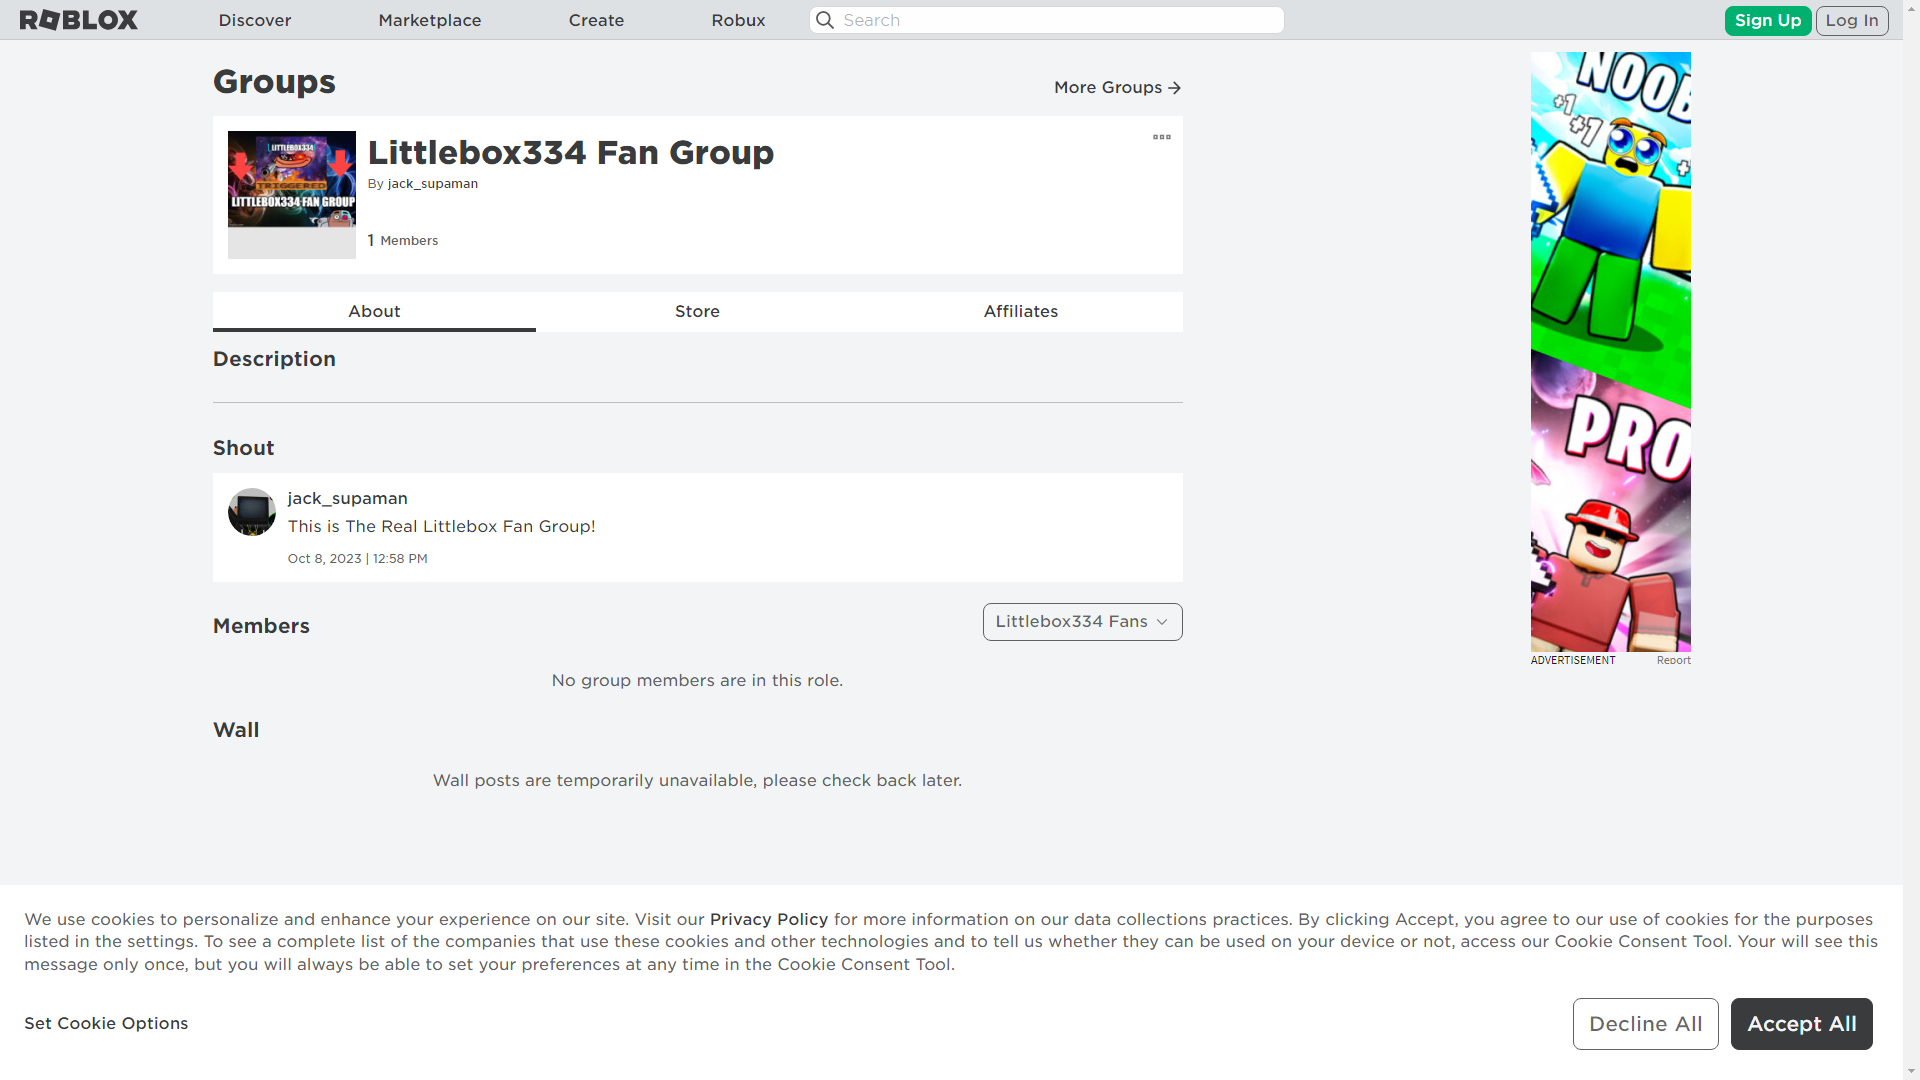 ROBLOX
Discover
Marketplace
Create
Robux
Search
Sign Up
Log In
Groups
More Groups
LITTLEBOX334
TRIGGERED
LITTLEBOX334 FAN GROUP
Littlebox334 Fan Group
By jack_supaman
1 Members
About
Store
Affiliates
Description
Shout
jack_supaman
This is The Real Littlebox Fan Group!
Oct 8, 2023 | 12:58 PM
Members
Littlebox334 Fans
No group members are in this role.
Wall
Wall posts are temporarily unavailable, please check back later.
NOOB
+1
+1
PRO
ADVERTISEMENT
Report
We use cookies to personalize and enhance your experience on our site. Visit our Privacy Policy for more information on our data collections practices. By clicking Accept, you agree to our use of cookies for the purposes
listed in the settings. To see a complete list of the companies that use these cookies and other technologies and to tell us whether they can be used on your device or not, access our Cookie Consent Tool. Your will see this
message only once, but you will always be able to set your preferences at any time in the Cookie Consent Tool.
Set Cookie Options
Decline All
Accept All